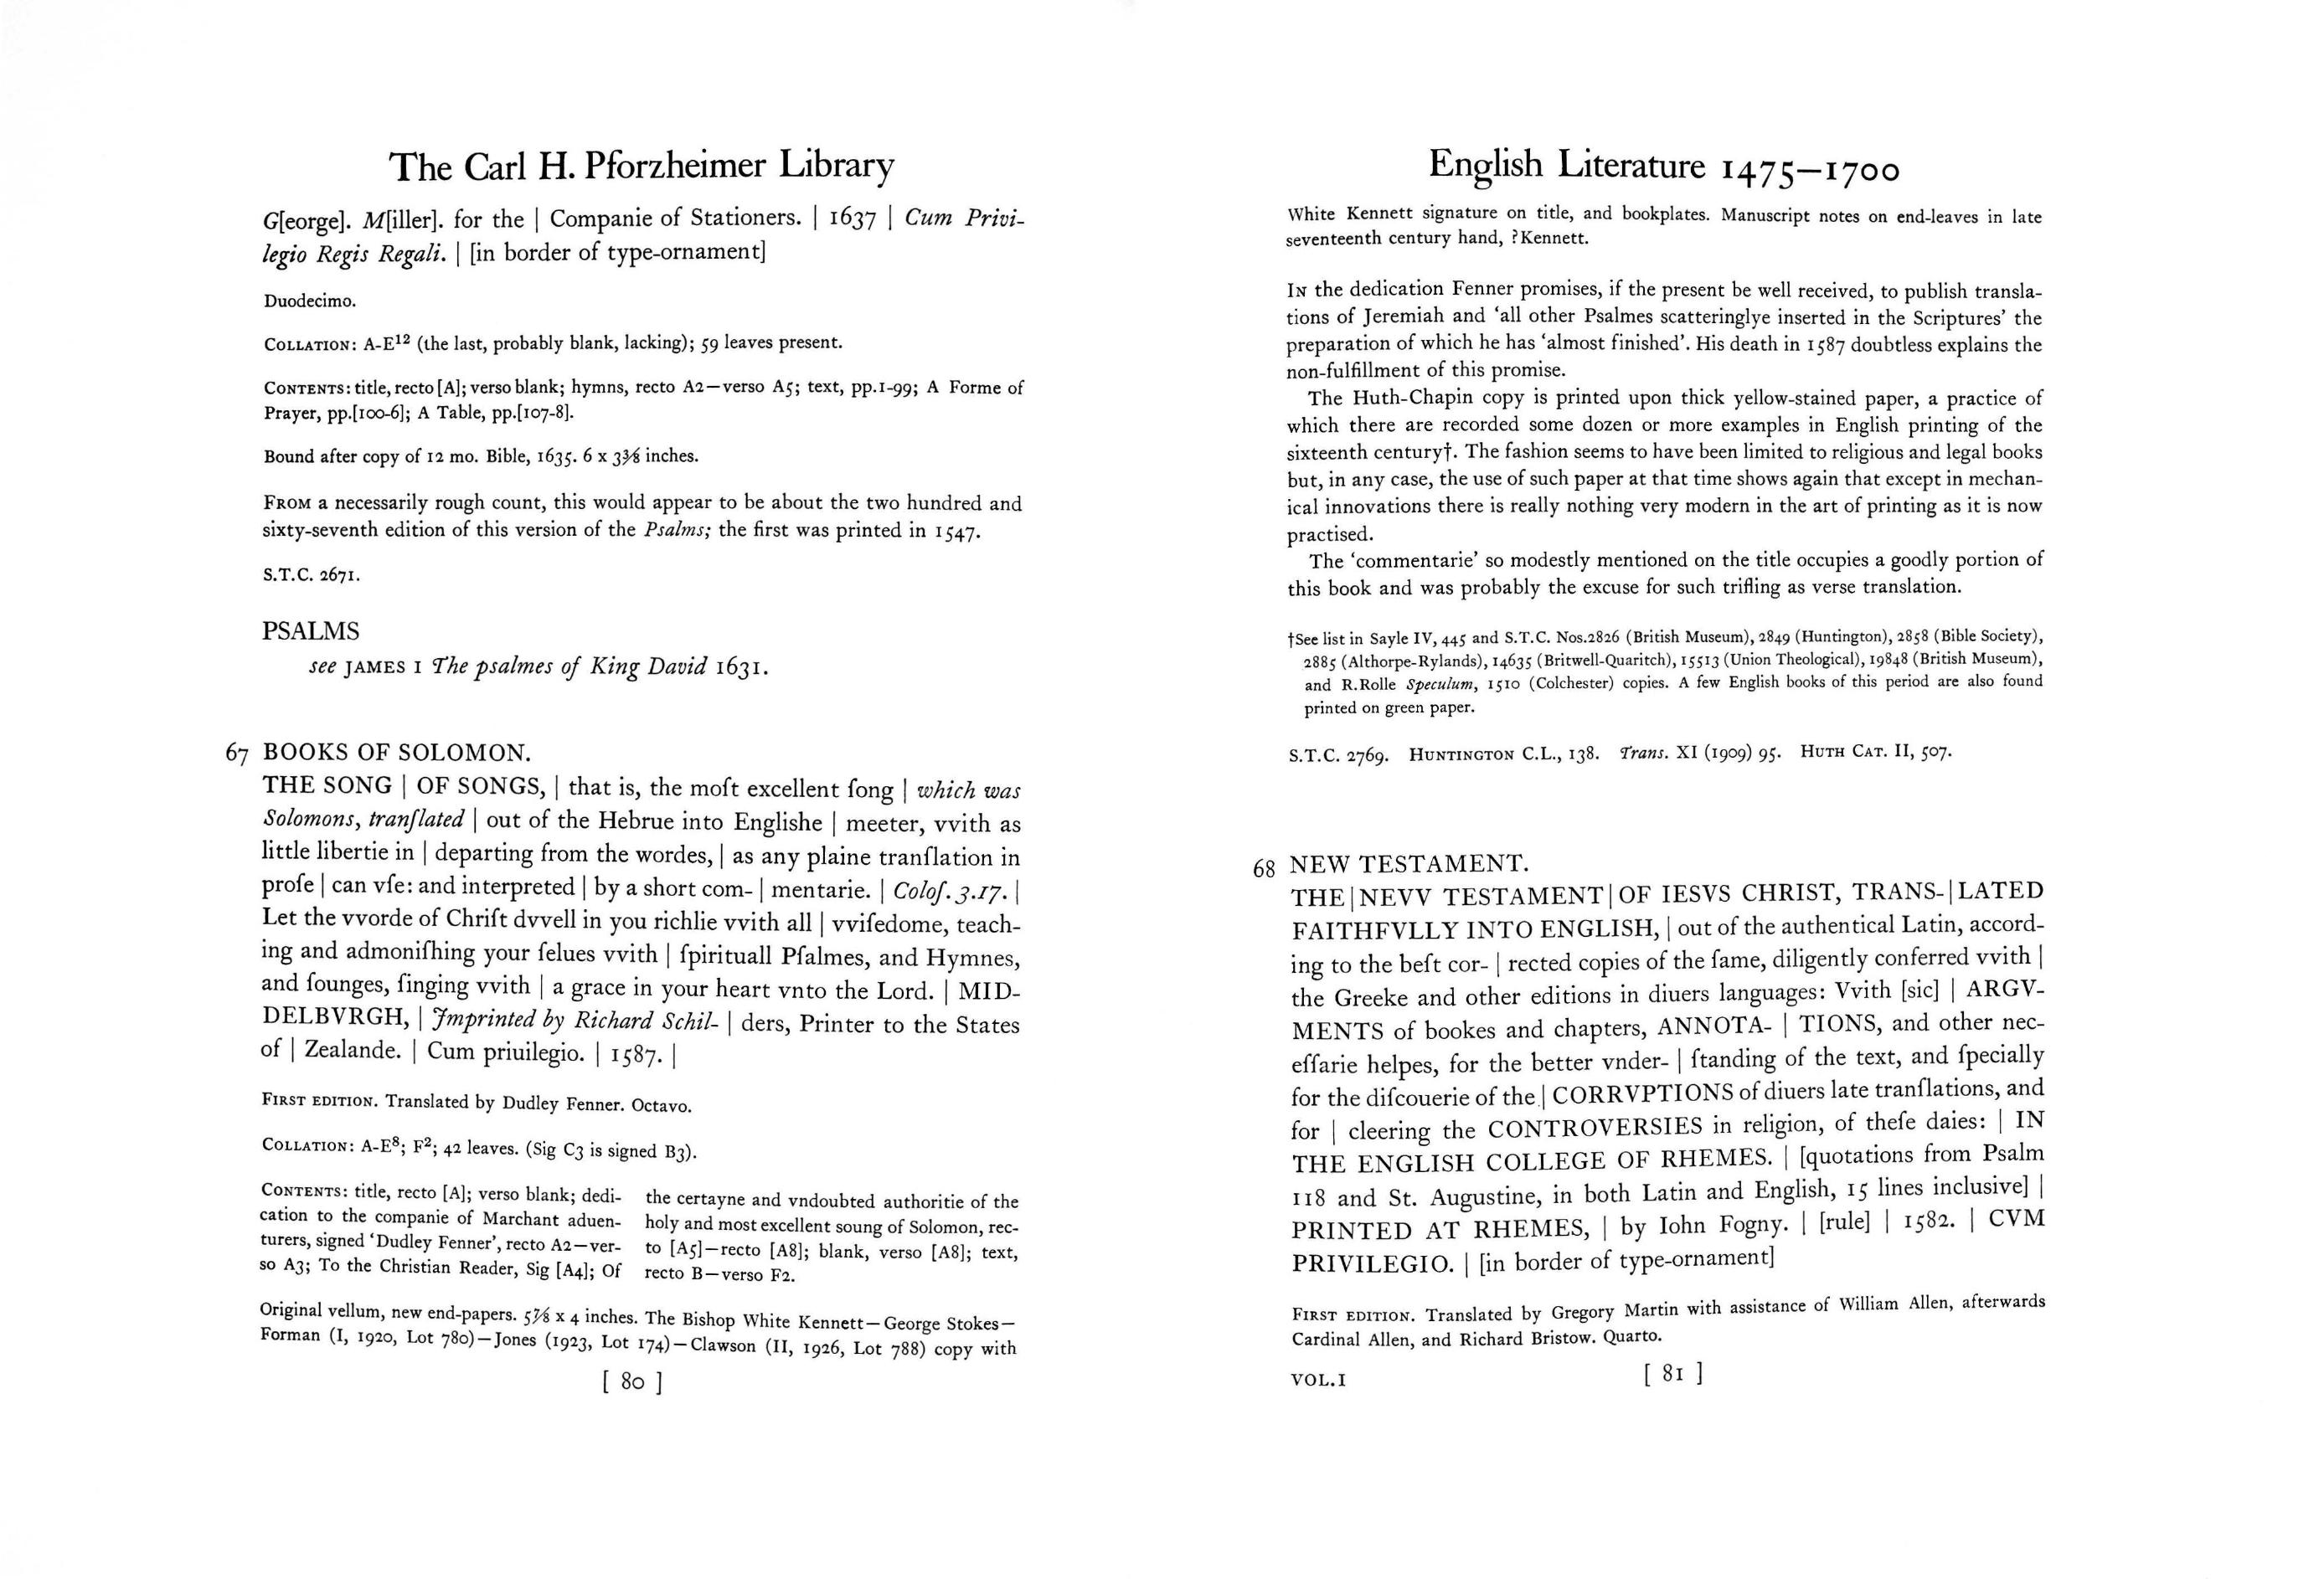 The Carl H. Pforzheimer Library
G[eorge]. M[iller]. for the | Companie of Stationers. | 1637 | Cum Privi-
legio Regis Regali. | [in border of type-ornament]
Duodecimo.
COLLATION: A-E¹² (the last, probably blank, lacking); 59 leaves present.
CONTENTS: title, recto [A]; verso blank; hymns, recto A2—verso A5; text, pp.1-99; A Forme of
Prayer, pp.[100-6]; A Table, pp.[107-8].
Bound after copy of 12 mo. Bible, 1635. 6 x 3⅜ inches.
FROM a necessarily rough count, this would appear to be about the two hundred and
sixty-seventh edition of this version of the Psalms; the first was printed in 1547.
S.T.C. 2671.
PSALMS
see JAMES I The psalmes of King David 1631.
67 BOOKS OF SOLOMON.
THE SONG | OF SONGS, | that is, the moſt excellent ſong | which was
Solomons, tranſlated | out of the Hebrue into Englishe | meeter, vvith as
little libertie in | departing from the wordes, | as any plaine tranſlation in
proſe | can vſe: and interpreted | by a short com- | mentarie. | Coloſ. 3.17. |
Let the vvorde of Chriſt dvvell in you richlie vvith all | vviſedome, teach-
ing and admoniſhing your ſelues vvith | ſpirituall Pſalmes, and Hymnes,
and ſounges, ſinging vvith | a grace in your heart vnto the Lord. | MID-
DELBVRGH, | Imprinted by Richard Schil- | ders, Printer to the States
of | Zealande. | Cum priuilegio. | 1587. |
FIRST EDITION. Translated by Dudley Fenner. Octavo.
COLLATION: A-E⁸; F²; 42 leaves. (Sig C3 is signed B3).
CONTENTS: title, recto [A]; verso blank; dedi-
cation to the companie of Marchant aduen-
turers, signed 'Dudley Fenner', recto A2—ver-
so A3; To the Christian Reader, Sig [A4]; Of
the certayne and vndoubted authoritie of the
holy and most excellent soung of Solomon, rec-
to [A5]—recto [A8]; blank, verso [A8]; text,
recto B—verso F2.
Original vellum, new end-papers. 5⅞ x 4 inches. The Bishop White Kennett—George Stokes—
Forman (I, 1920, Lot 780)—Jones (1923, Lot 174)—Clawson (II, 1926, Lot 788) copy with
[ 80 ]
English Literature 1475—1700
White Kennett signature on title, and bookplates. Manuscript notes on end-leaves in late
seventeenth century hand, ?Kennett.
IN the dedication Fenner promises, if the present be well received, to publish transla-
tions of Jeremiah and 'all other Psalmes scatteringlye inserted in the Scriptures' the
preparation of which he has 'almost finished'. His death in 1587 doubtless explains the
non-fulfillment of this promise.
The Huth-Chapin copy is printed upon thick yellow-stained paper, a practice of
which there are recorded some dozen or more examples in English printing of the
sixteenth century†. The fashion seems to have been limited to religious and legal books
but, in any case, the use of such paper at that time shows again that except in mechan-
ical innovations there is really nothing very modern in the art of printing as it is now
practised.
The 'commentarie' so modestly mentioned on the title occupies a goodly portion of
this book and was probably the excuse for such trifling as verse translation.
†See list in Sayle IV, 445 and S.T.C. Nos.2826 (British Museum), 2849 (Huntington), 2858 (Bible Society),
2885 (Althorpe-Rylands), 14635 (Britwell-Quaritch), 15513 (Union Theological), 19848 (British Museum),
and R.Rolle Speculum, 1510 (Colchester) copies. A few English books of this period are also found
printed on green paper.
S.T.C. 2769. HUNTINGTON C.L., 138. Trans. XI (1909) 95. HUTH CAT. II, 507.
68 NEW TESTAMENT.
THE | NEVV TESTAMENT | OF IESVS CHRIST, TRANS- | LATED
FAITHFVLLY INTO ENGLISH, | out of the authentical Latin, accord-
ing to the beſt cor- | rected copies of the ſame, diligently conferred vvith |
the Greeke and other editions in diuers languages: Vvith [sic] | ARGV-
MENTS of bookes and chapters, ANNOTA- | TIONS, and other nec-
eſſarie helpes, for the better vnder- | ſtanding of the text, and ſpecially
for the diſcouerie of the | CORRVPTIONS of diuers late tranſlations, and
for | cleering the CONTROVERSIES in religion, of theſe daies: | IN
THE ENGLISH COLLEGE OF RHEMES. | [quotations from Psalm
118 and St. Augustine, in both Latin and English, 15 lines inclusive] |
PRINTED AT RHEMES, | by Iohn Fogny. | [rule] | 1582. | CVM
PRIVILEGIO. | [in border of type-ornament]
FIRST EDITION. Translated by Gregory Martin with assistance of William Allen, afterwards
Cardinal Allen, and Richard Bristow. Quarto.
VOL.I
[ 81 ]